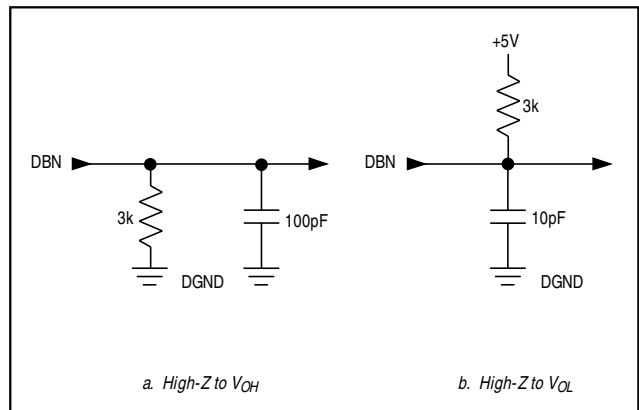 DBN
3k
100pF
DGND
a. High-Z to VOH
+5V
3k
DBN
10pF
DGND
b. High-Z to VOL